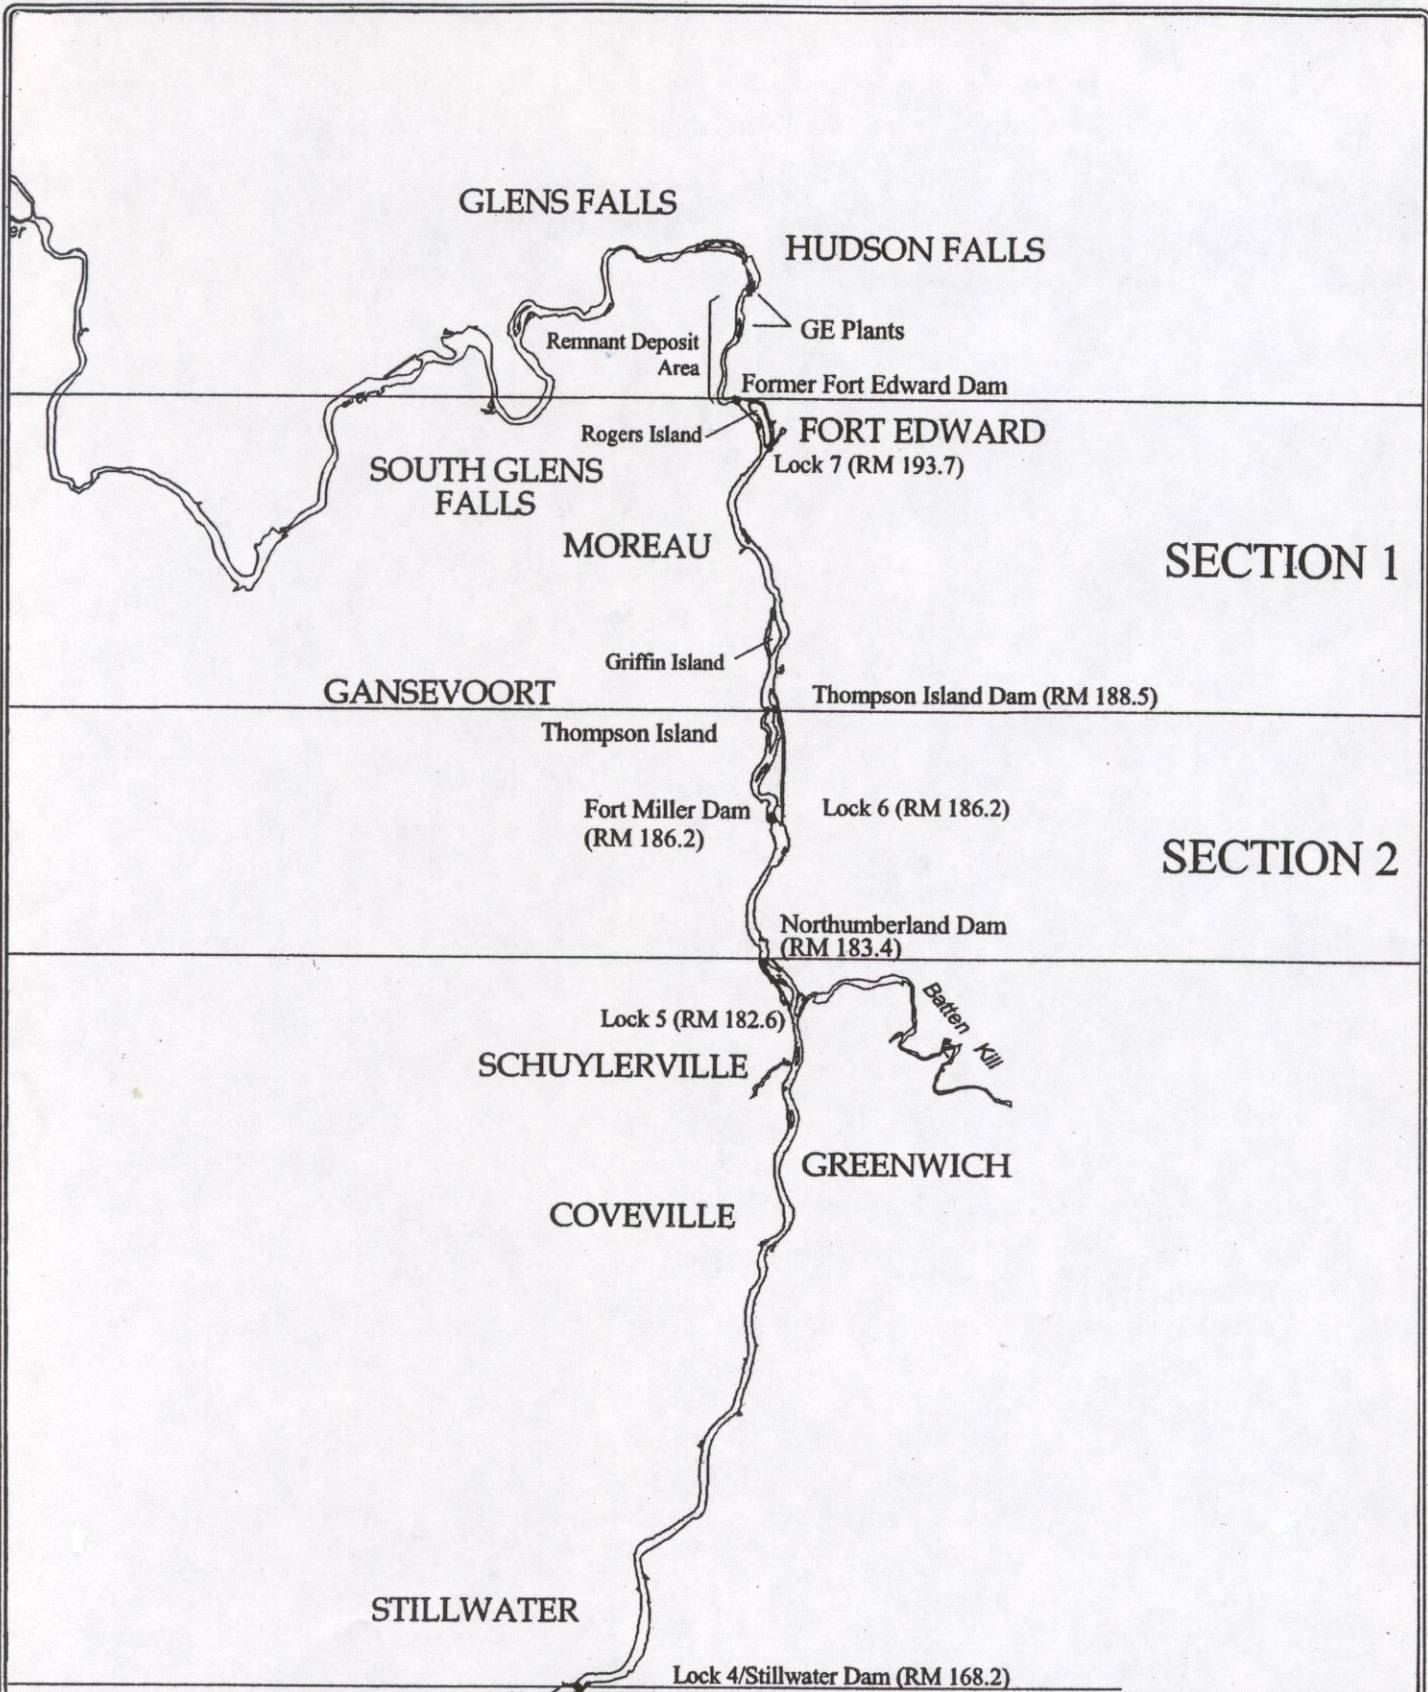 GLENS FALLS
er
HUDSON FALLS
GE Plants
Remnant Deposit
Area
Former Fort Edward Dam
Rogers Island
FORT EDWARD
Lock 7 (RM 193.7)
SOUTH GLENS
FALLS
MOREAU
SECTION 1
Griffin Island
GANSEVOORT
Thompson Island Dam (RM 188.5)
Thompson Island
Fort Miller Dam
(RM 186.2)
Lock 6 (RM 186.2)
SECTION 2
Northumberland Dam
(RM 183.4)
Batten Kill
Lock 5 (RM 182.6)
SCHUYLERVILLE
GREENWICH
COVEVILLE
STILLWATER
Lock 4/Stillwater Dam (RM 168.2)